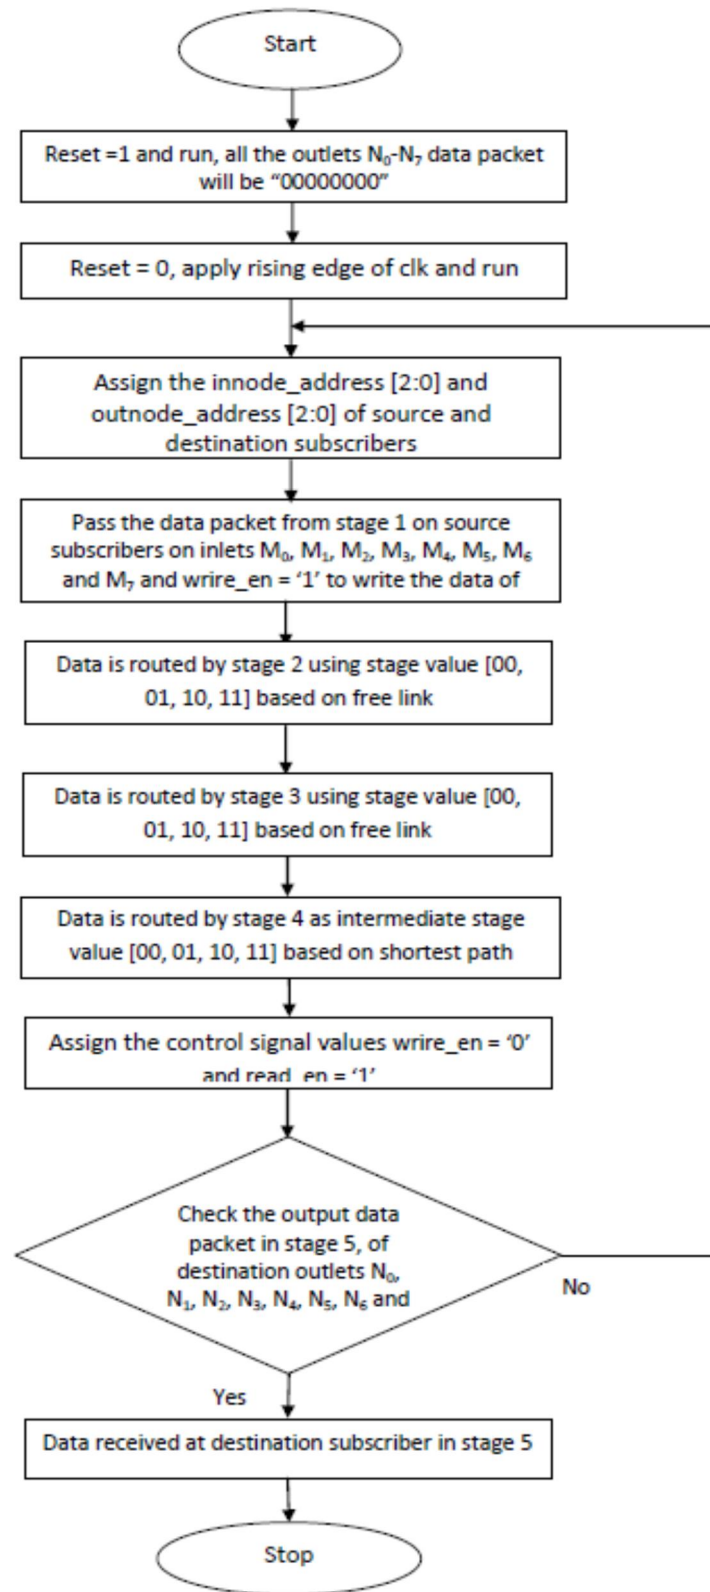 Start
Reset =1 and run, all the outlets N₀-N₇ data packet
will be “00000000”
Reset = 0, apply rising edge of clk and run
Assign the innode_address [2:0] and
outnode_address [2:0] of source and
destination subscribers
Pass the data packet from stage 1 on source
subscribers on inlets M₀, M₁, M₂, M₃, M₄, M₅, M₆
and M₇ and wrire_en = ‘1’ to write the data of
Data is routed by stage 2 using stage value [00,
01, 10, 11] based on free link
Data is routed by stage 3 using stage value [00,
01, 10, 11] based on free link
Data is routed by stage 4 as intermediate stage
value [00, 01, 10, 11] based on shortest path
Assign the control signal values wrire_en = ‘0’
and read_en = ‘1’
Check the output data
packet in stage 5, of
destination outlets N₀,
N₁, N₂, N₃, N₄, N₅, N₆ and
No
Yes
Data received at destination subscriber in stage 5
Stop